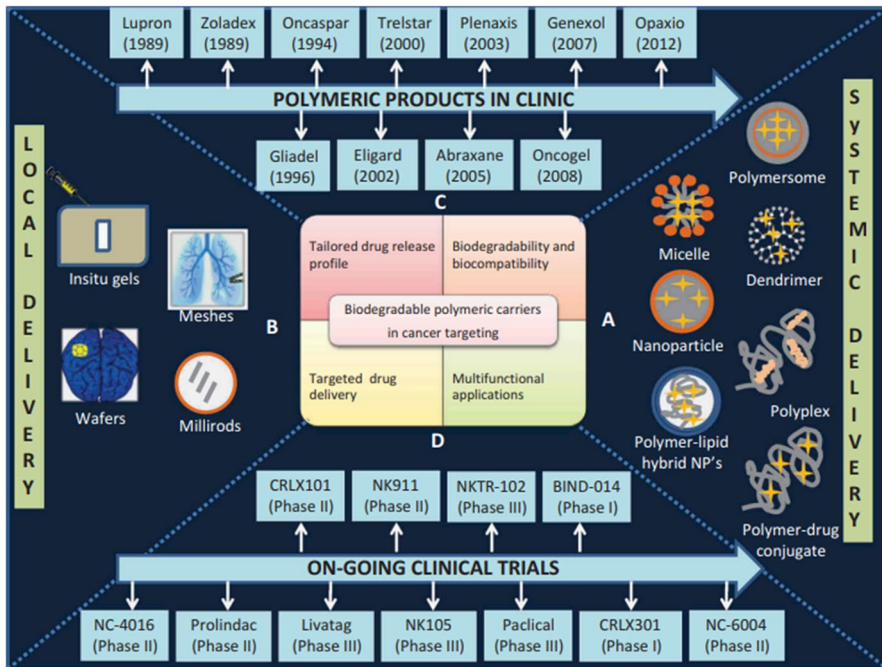 Lupron
(1989)
Zoladex
(1989)
Oncaspar
(1994)
Trelstar
(2000)
Plenaxis
(2003)
Genexol
(2007)
Opaxio
(2012)
POLYMERIC PRODUCTS IN CLINIC
Gliadel
(1996)
Eligard
(2002)
Abraxane
(2005)
Oncogel
(2008)
C
LOCAL DELIVERY
Insitu gels
Meshes
Wafers
Millirods
B
Tailored drug release
profile
Biodegradability and
biocompatibility
Biodegradable polymeric carriers
in cancer targeting
Targeted drug
delivery
Multifunctional
applications
A
Polymersome
Micelle
Dendrimer
Nanoparticle
Polyplex
Polymer-lipid
hybrid NP's
Polymer-drug
conjugate
SySTEMIC DELIVERY
D
CRLX101
(Phase II)
NK911
(Phase II)
NKTR-102
(Phase III)
BIND-014
(Phase I)
ON-GOING CLINICAL TRIALS
NC-4016
(Phase II)
Prolindac
(Phase II)
Livatag
(Phase III)
NK105
(Phase III)
Paclical
(Phase III)
CRLX301
(Phase I)
NC-6004
(Phase II)